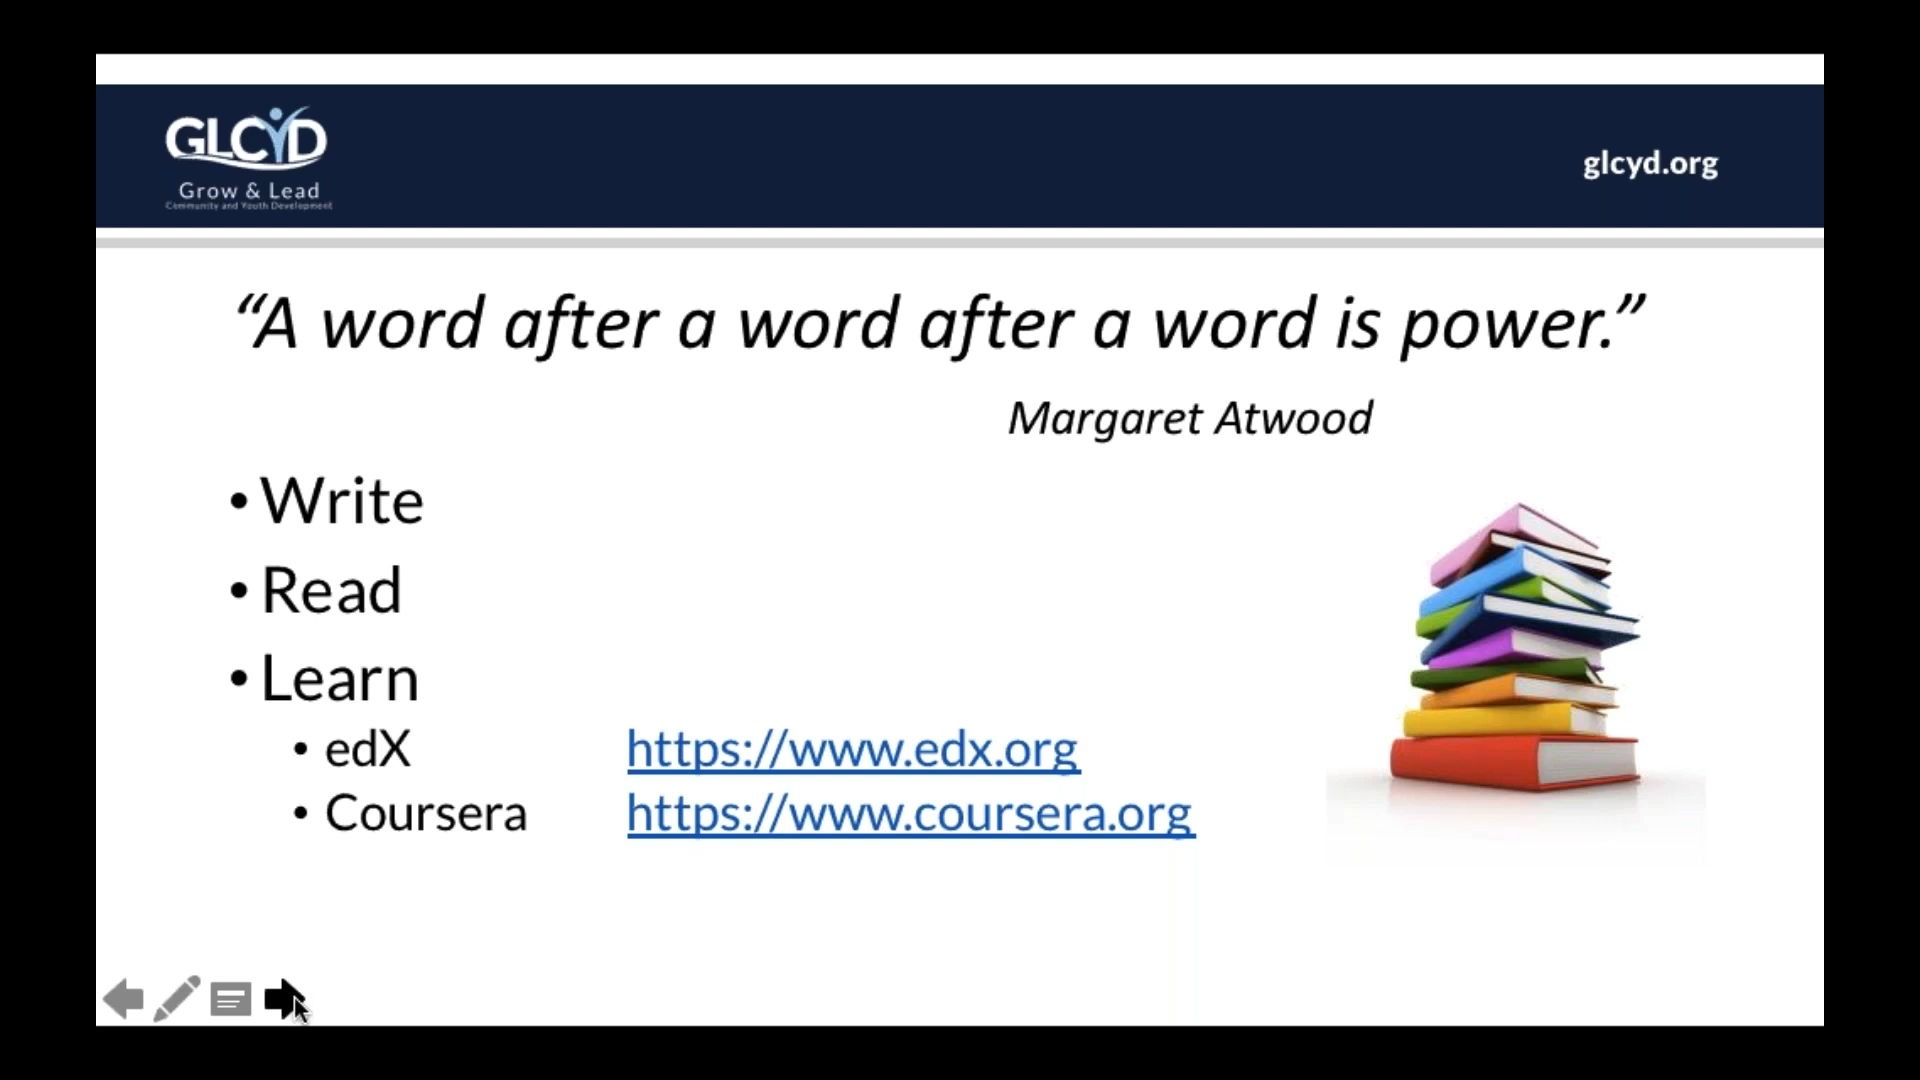 GLCYD
Grow & Lead
Community and Youth Development
glcyd.org
“A word after a word after a word is power.”
Margaret Atwood
• Write
• Read
• Learn
• edX https://www.edx.org
• Coursera https://www.coursera.org